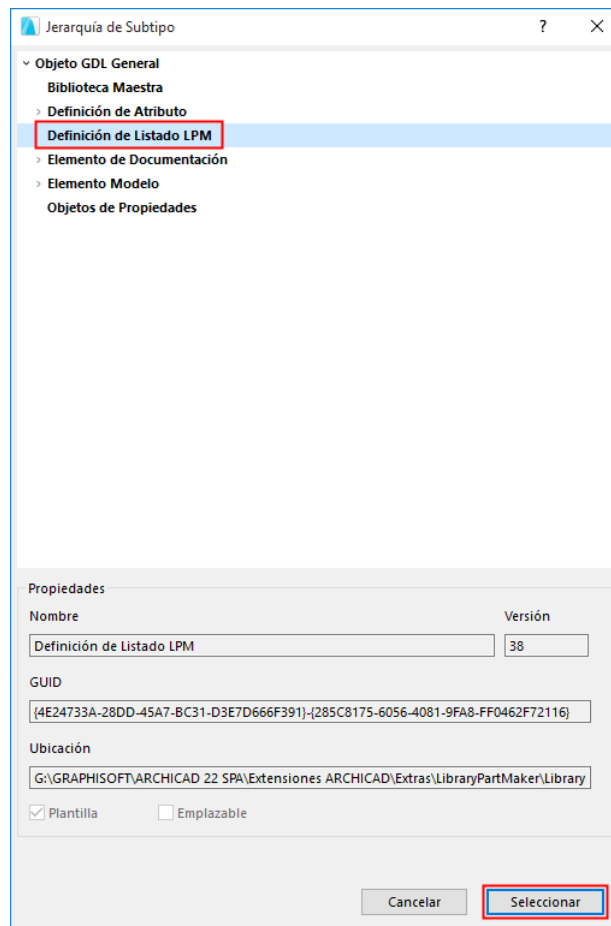 Jerarquía de Subtipo
Objeto GDL General
Biblioteca Maestra
Definición de Atributo
Definición de Listado LPM
Elemento de Documentación
Elemento Modelo
Objetos de Propiedades
Propiedades
Nombre Versión
Definición de Listado LPM 38
GUID
{4E24733A-28DD-45A7-BC31-D3E7D666F391}-{285C8175-6056-4081-9FA8-FF0462F72116}
Ubicación
G:\GRAPHISOFT\ARCHICAD 22 SPA\Extensiones ARCHICAD\Extras\LibraryPartMaker\Library
Plantilla Emplazable
Cancelar Seleccionar